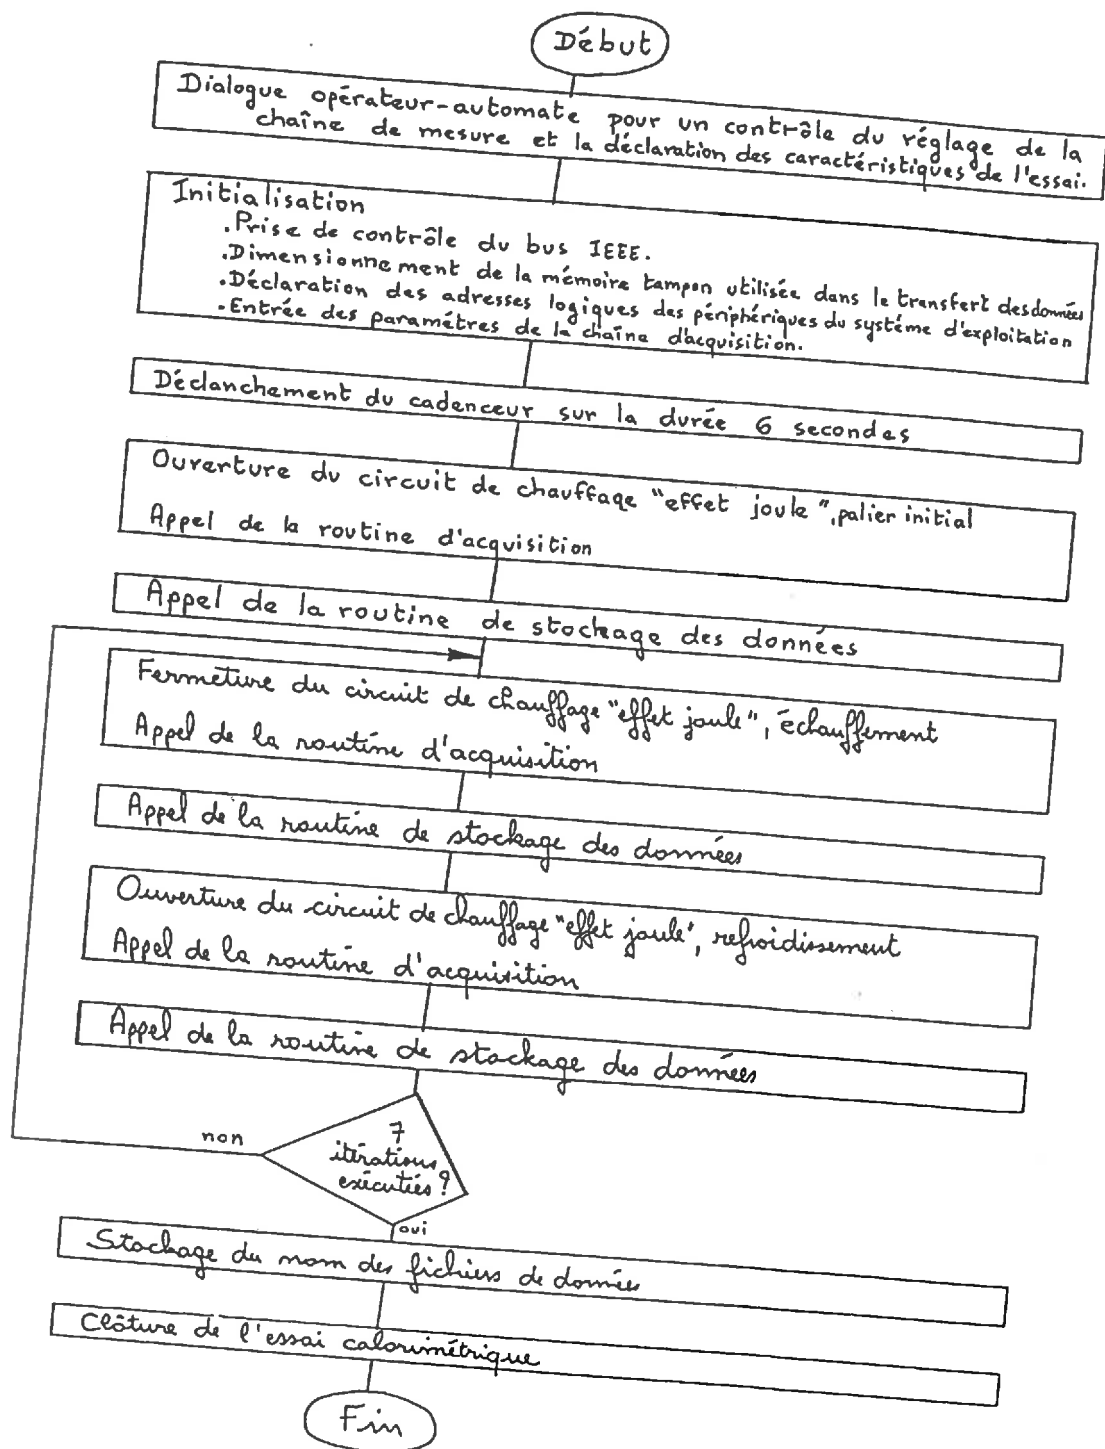 Début
Dialogue opérateur-automate pour un contrôle du réglage de la
chaîne de mesure et la déclaration des caractéristiques de l'essai.
Initialisation
.Prise de contrôle du bus IEEE.
.Dimensionnement de la mémoire tampon utilisée dans le transfert des données
.Déclaration des adresses logiques des périphériques du systéme d'exploitation
.Entrée des paramétres de la chaîne d'acquisition.
Déclanchement du cadenceur sur la durée 6 secondes
Ouverture du circuit de chauffage "effet joule", palier initial
Appel de la routine d'acquisition
Appel de la routine de stockage des données
Fermeture du circuit de chauffage "effet joule", échauffement
Appel de la routine d'acquisition
Appel de la routine de stockage des données
Ouverture du circuit de chauffage "effet joule", refroidissement
Appel de la routine d'acquisition
Appel de la routine de stockage des données
non
7
itérations
exécutées ?
oui
Stockage du nom des fichiers de données
Clôture de l'essai calorimétrique
Fin